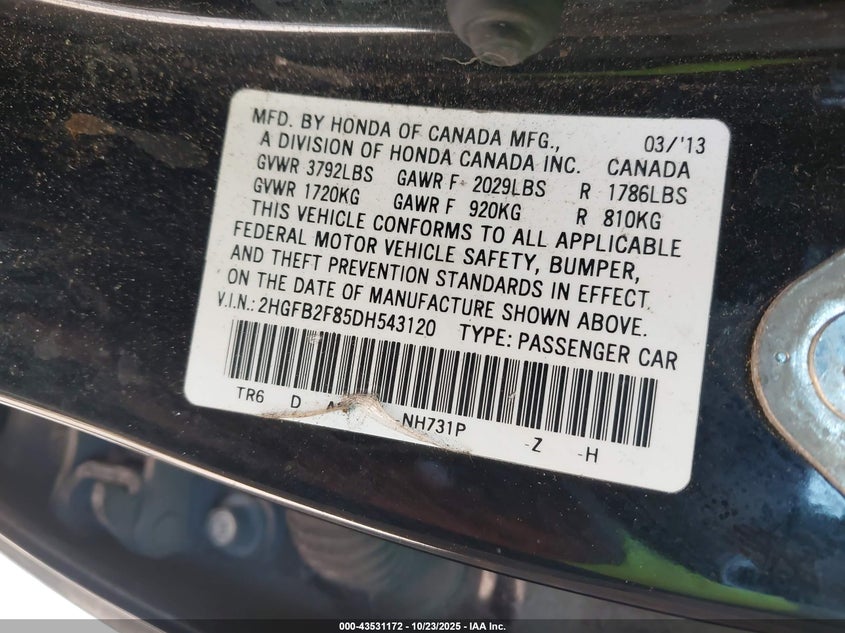 MFD. BY HONDA OF CANADA MFG., 03/'13
A DIVISION OF HONDA CANADA INC. CANADA
GVWR 3792LBS GAWR F 2029LBS R 1786LBS
GVWR 1720KG GAWR F 920KG R 810KG
THIS VEHICLE CONFORMS TO ALL APPLICABLE
FEDERAL MOTOR VEHICLE SAFETY, BUMPER,
AND THEFT PREVENTION STANDARDS IN EFFECT
ON THE DATE OF MANUFACTURE SHOWN ABOVE.
V.I.N.: 2HGFB2F85DH543120 TYPE: PASSENGER CAR
TR6 D NH731P -Z -H
000-43531172 - 10/23/2025 - IAA Inc.